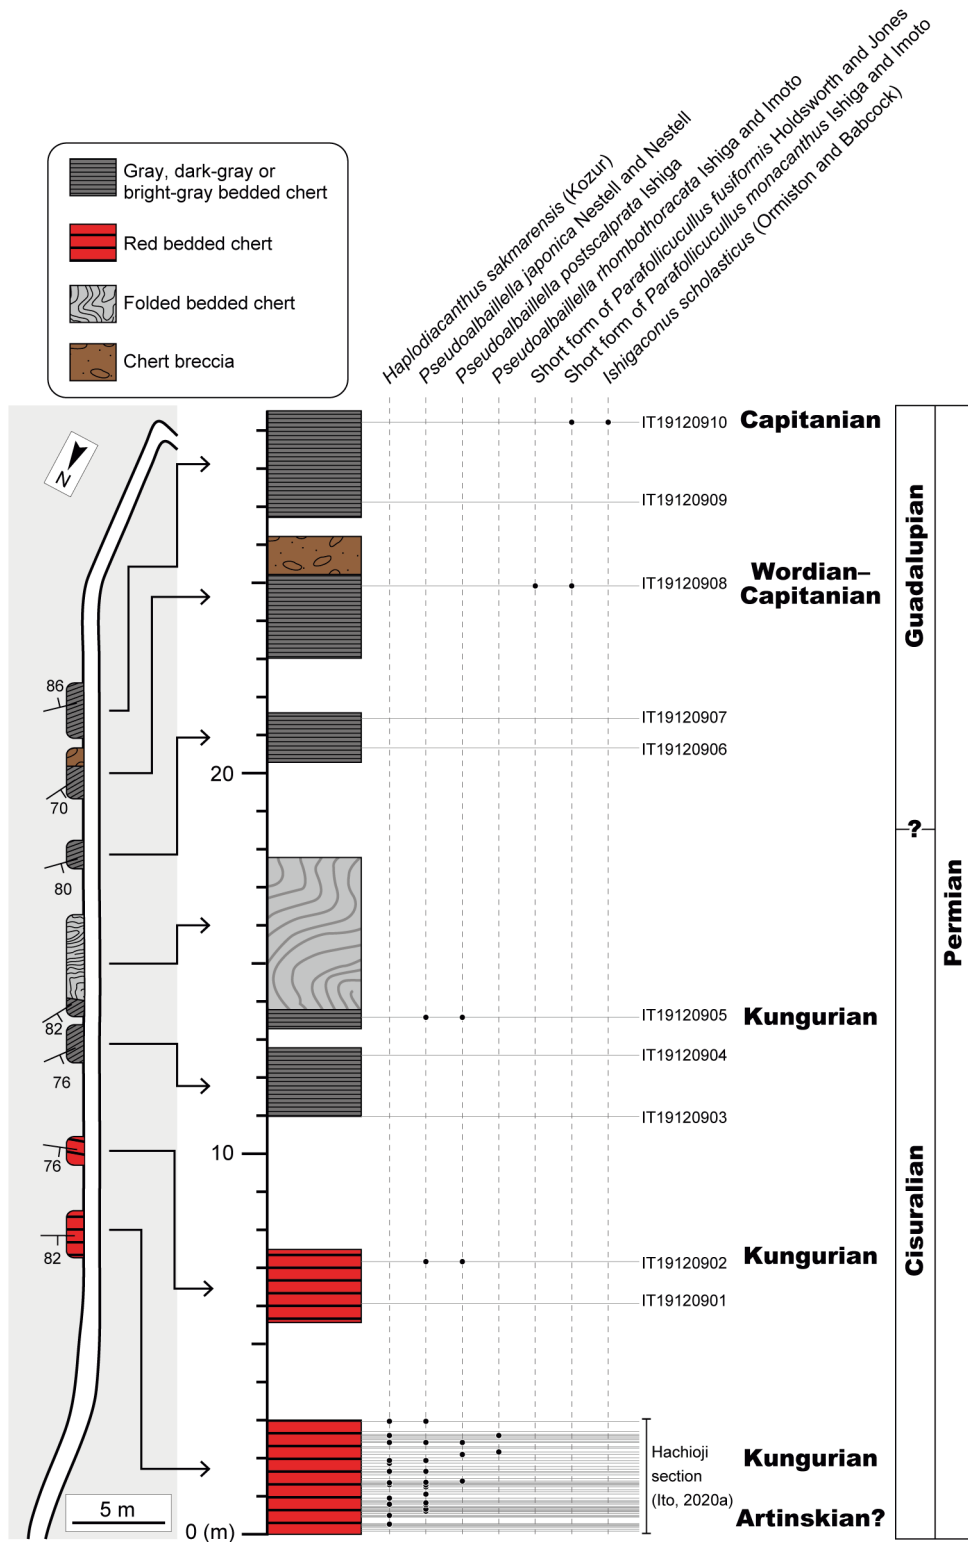 Haplodiacanthus sakmarensis (Kozur)
Pseudoalbaillella japonica Nestell and Nestell
Pseudoalbaillella postscalprata Ishiga
Pseudoalbaillella rhombothoracata Ishiga and Imoto
Short form of Parafollicucullus fusiformis Holdsworth and Jones
Short form of Parafollicucullus monacanthus Ishiga and Imoto
Ishigaconus scholasticus (Ormiston and Babcock)
Gray, dark-gray or
bright-gray bedded chert
Red bedded chert
Folded bedded chert
Chert breccia
N
86
70
80
82
76
76
82
5 m
20
10
0 (m)
IT19120910
IT19120909
IT19120908
IT19120907
IT19120906
IT19120905
IT19120904
IT19120903
IT19120902
IT19120901
Hachioji
section
(Ito, 2020a)
Capitanian
Wordian–
Capitanian
Kungurian
Kungurian
Kungurian
Artinskian?
Guadalupian
?
Cisuralian
Permian